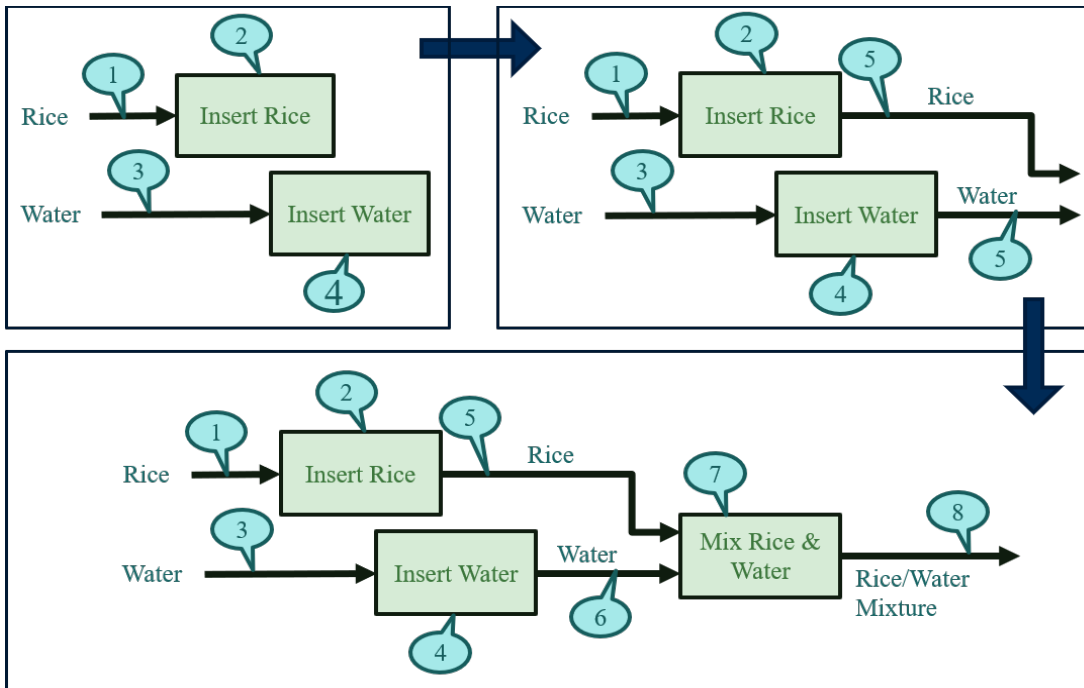 2
1
Rice
Insert Rice
3
Water
Insert Water
4
2
5
1
Rice
Rice
Insert Rice
3
Water
Water
Insert Water
5
4
2
5
1
Rice
Rice
Insert Rice
7
3
8
Water
Mix Rice &
Water
Water
Insert Water
Rice/Water
Mixture
6
4